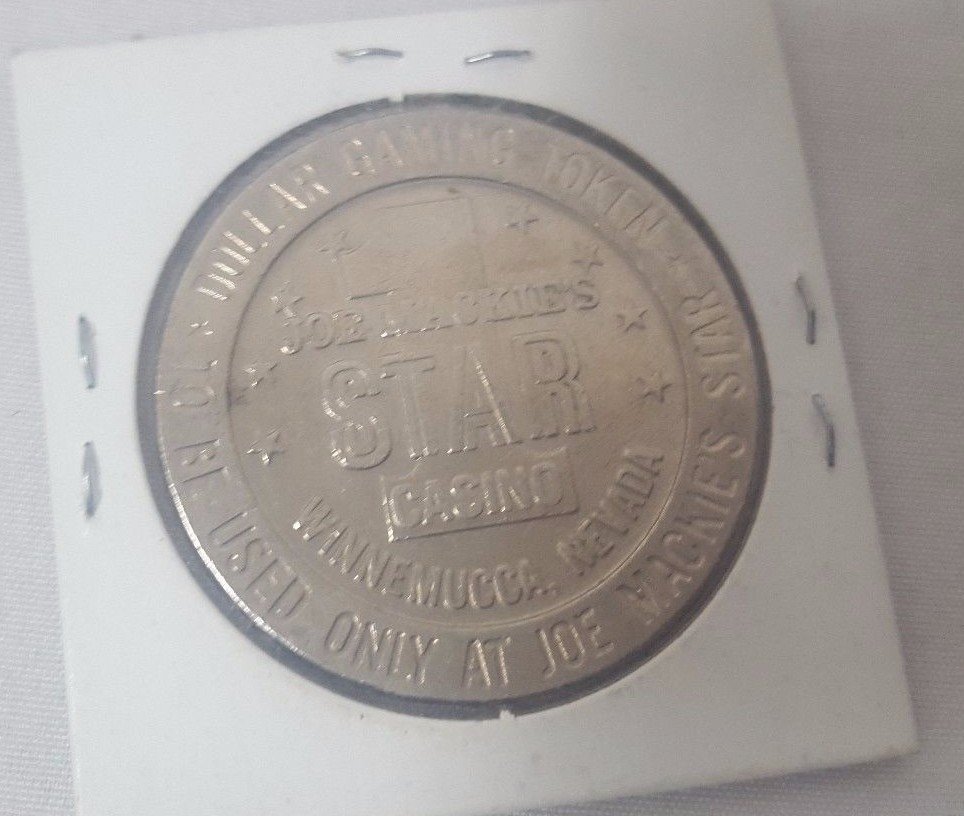 DOLLAR GAMING TOKEN
TO BE USED ONLY AT JOE MACKIE'S STAR
JOE MACKIE'S
STAR
CASINO
WINNEMUCCA, NEVADA